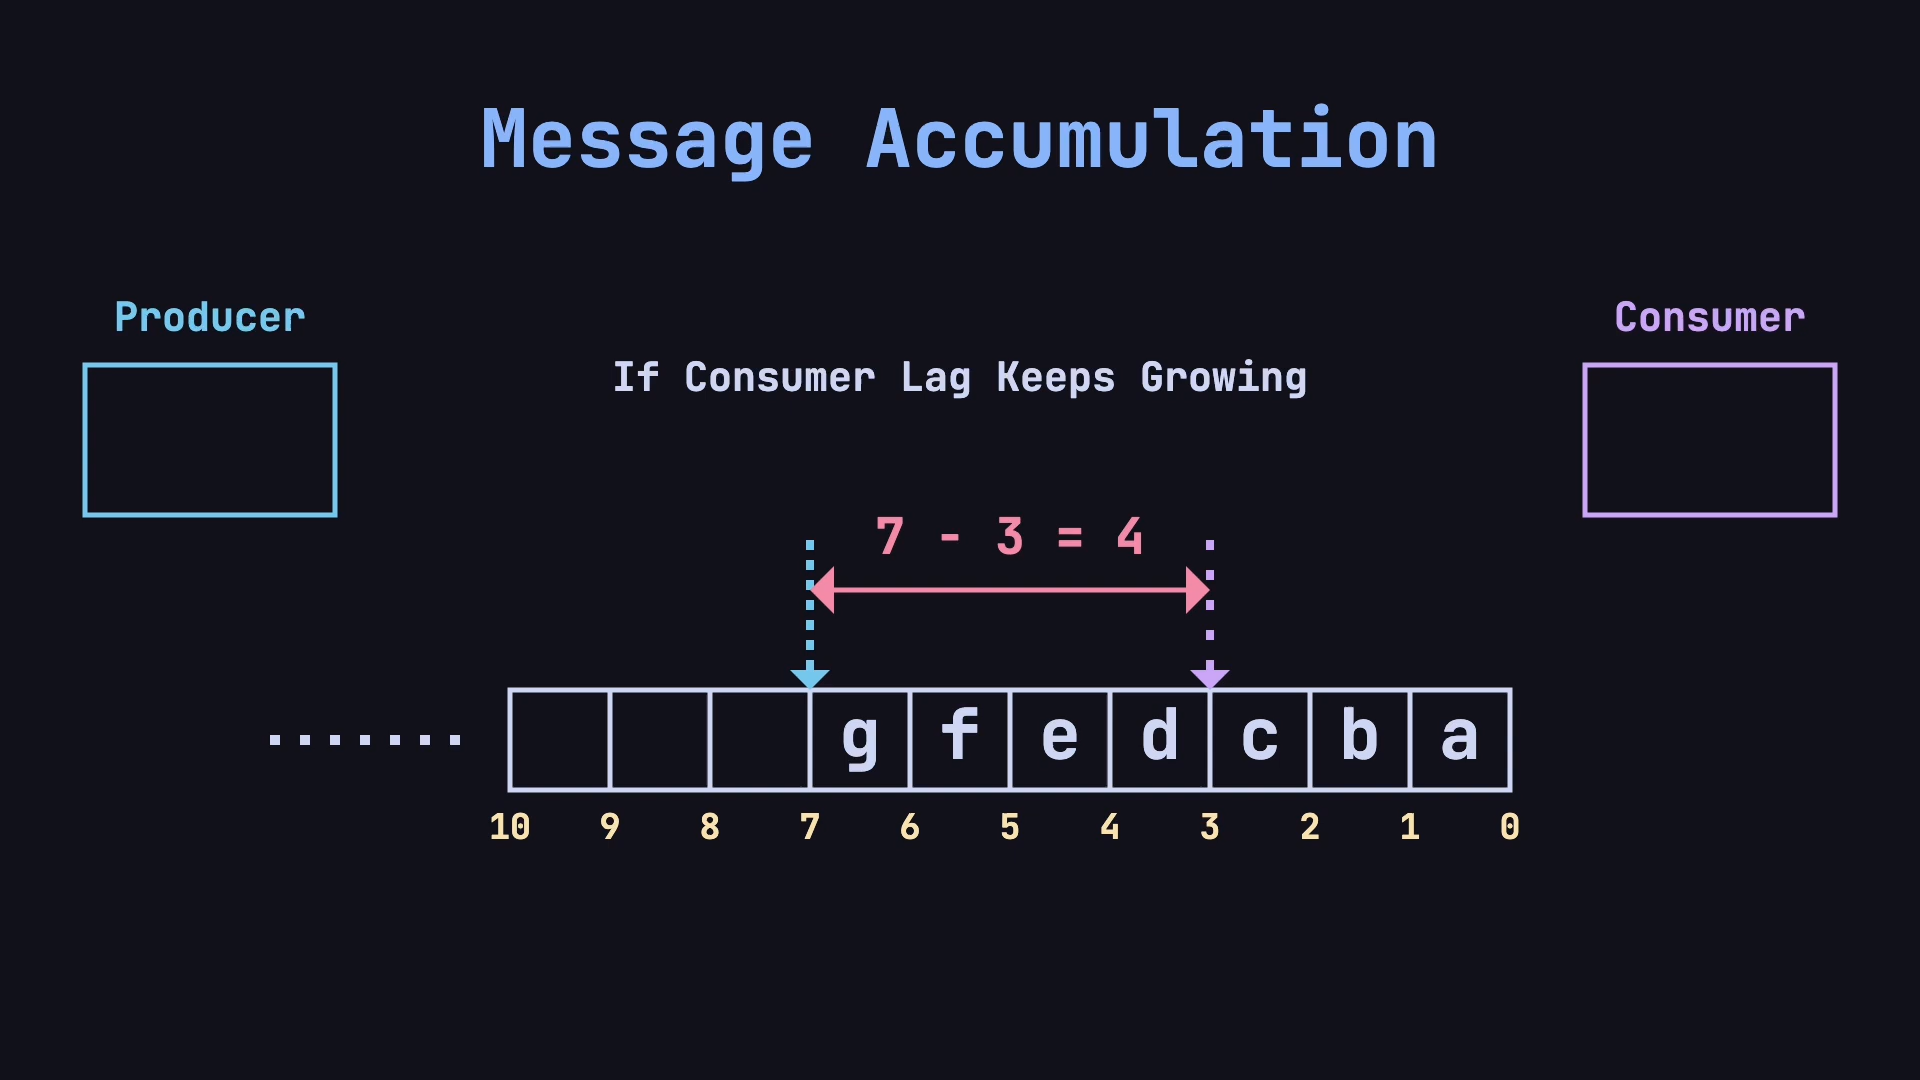 Message Accumulation
Producer
Consumer
If Consumer Lag Keeps Growing
7 - 3 = 4
g f e d c b a
10 9 8 7 6 5 4 3 2 1 0